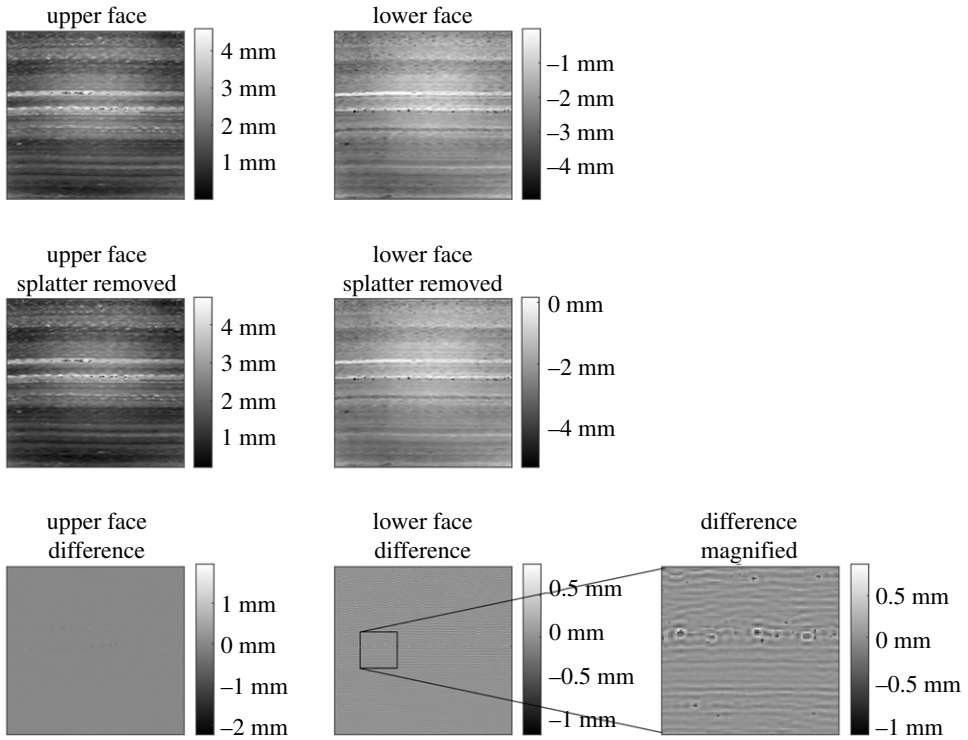 upper face
4 mm
3 mm
2 mm
1 mm
lower face
–1 mm
–2 mm
–3 mm
–4 mm
upper face
splatter removed
4 mm
3 mm
2 mm
1 mm
lower face
splatter removed
0 mm
–2 mm
–4 mm
upper face
difference
1 mm
0 mm
–1 mm
–2 mm
lower face
difference
0.5 mm
0 mm
–0.5 mm
–1 mm
difference
magnified
0.5 mm
0 mm
–0.5 mm
–1 mm